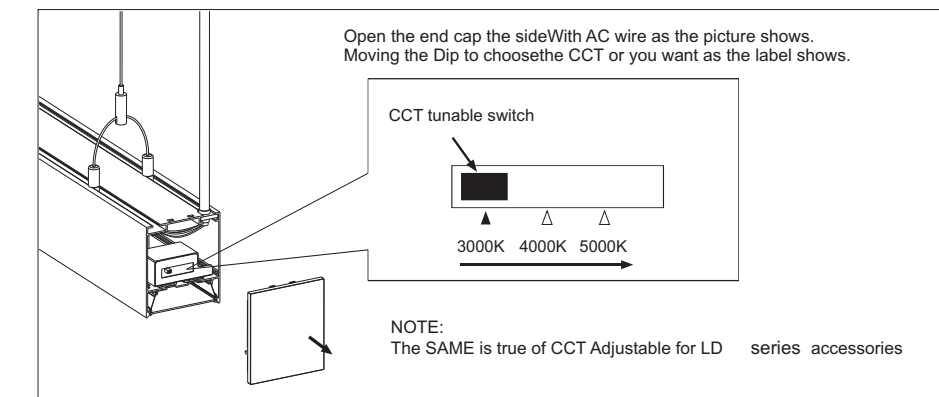 Open the end cap the sideWith AC wire as the picture shows.
Moving the Dip to choosethe CCT or you want as the label shows.
CCT tunable switch
3000K 4000K 5000K
NOTE:
The SAME is true of CCT Adjustable for LD series accessories